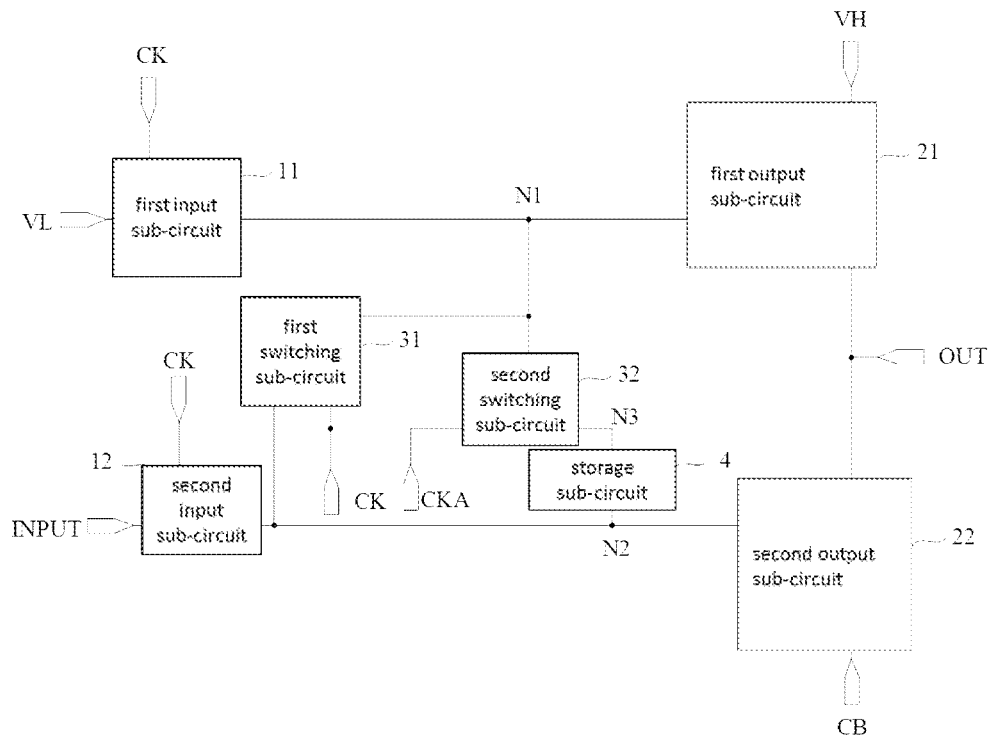 VH
CK
21
11
first output
sub-circuit
first input
sub-circuit
N1
VL
first
switching
sub-circuit
31
OUT
CK
second
switching
sub-circuit
32
N3
12
second
input
sub-circuit
storage
sub-circuit
4
CK
CKA
INPUT
N2
second output
sub-circuit
22
CB